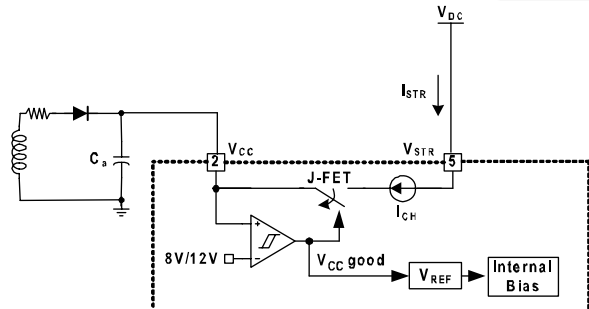 V_DC
I_STR
V_CC
V_STR
C_a
2
5
J-FET
I_CH
+
8V/12V
-
V_CC good
V_REF
Internal
Bias